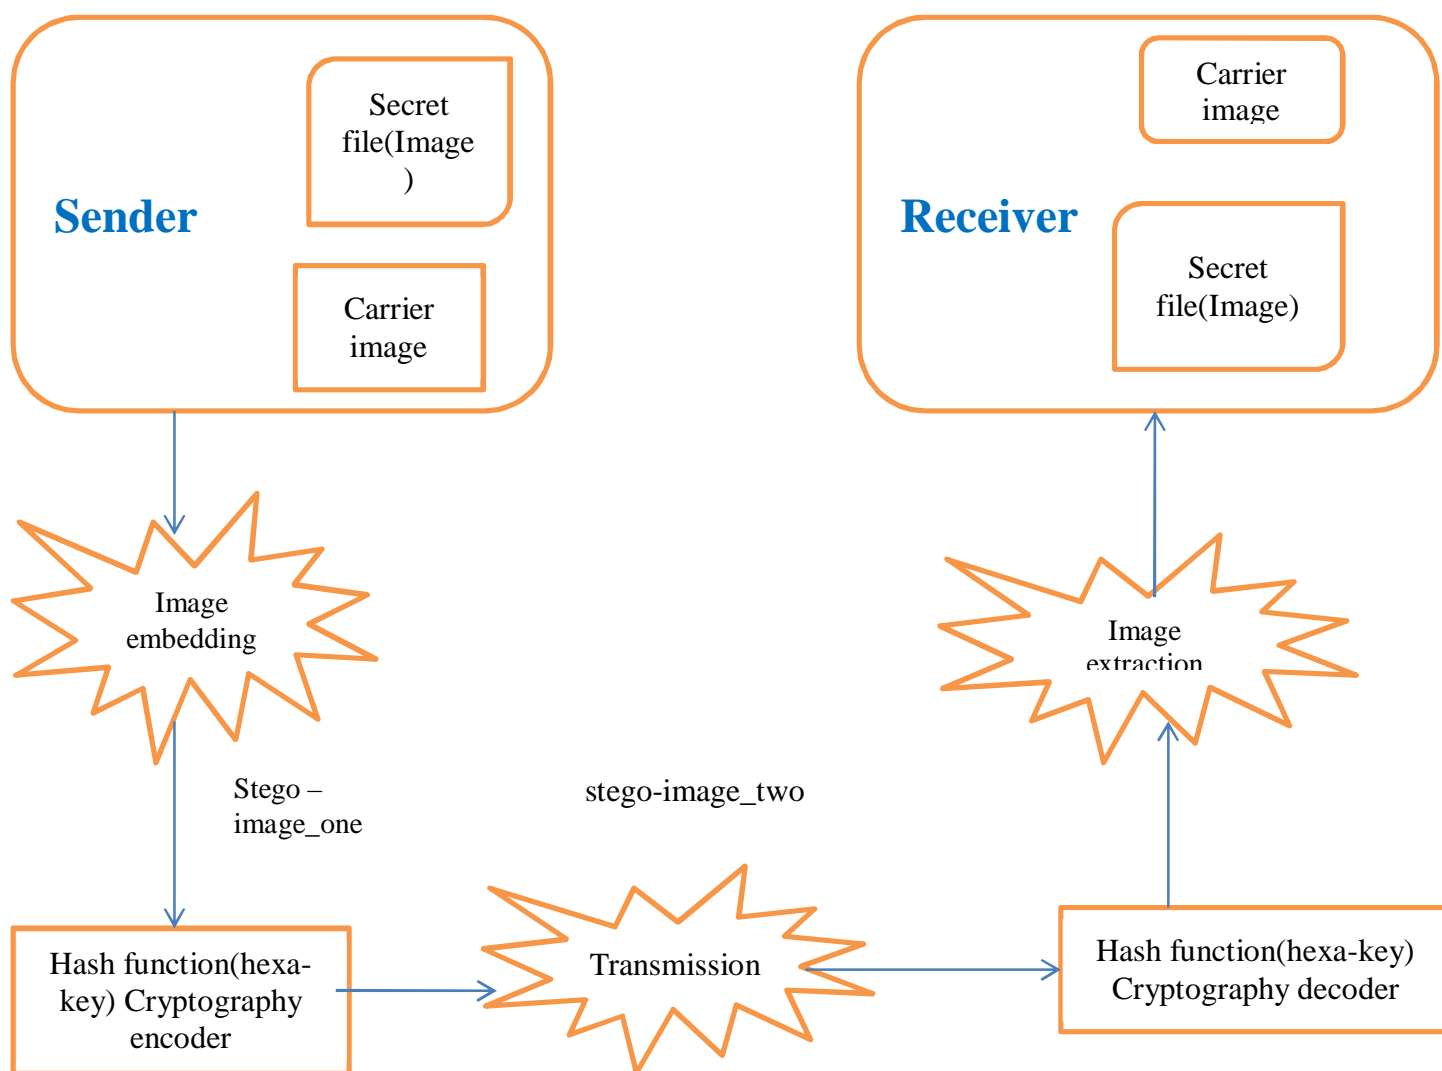 Sender
Secret
file(Image
)
Carrier
image
Receiver
Carrier
image
Secret
file(Image)
Image
embedding
Stego –
image_one
Hash function(hexa-
key) Cryptography
encoder
stego-image_two
Transmission
Hash function(hexa-key)
Cryptography decoder
Image
extraction